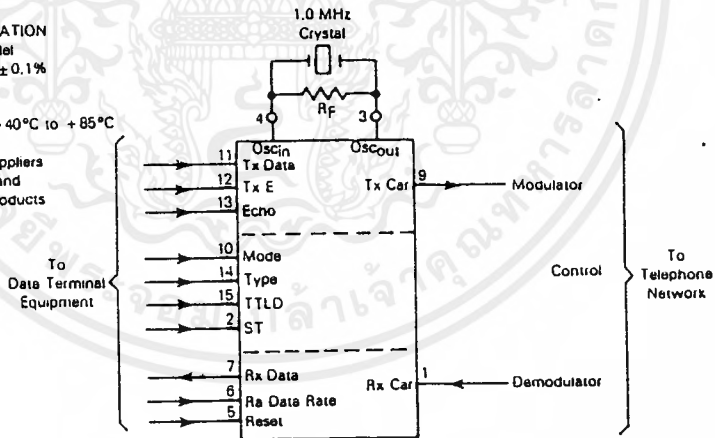 ATION
del
± 0.1%
- 40°C to + 85°C
ppliers
and
oducts
1.0 MHz
Crystal
RF
4
3
Oscin
Oscout
11
Tx Data
12
Tx E
13
Echo
Tx Car
9
Modulator
10
Mode
14
Type
15
TTLD
2
ST
Control
To
Data Terminal
Equipment
To
Telephone
Network
7
Rx Data
6
Ra Data Rate
5
Reset
Rx Car
1
Demodulator